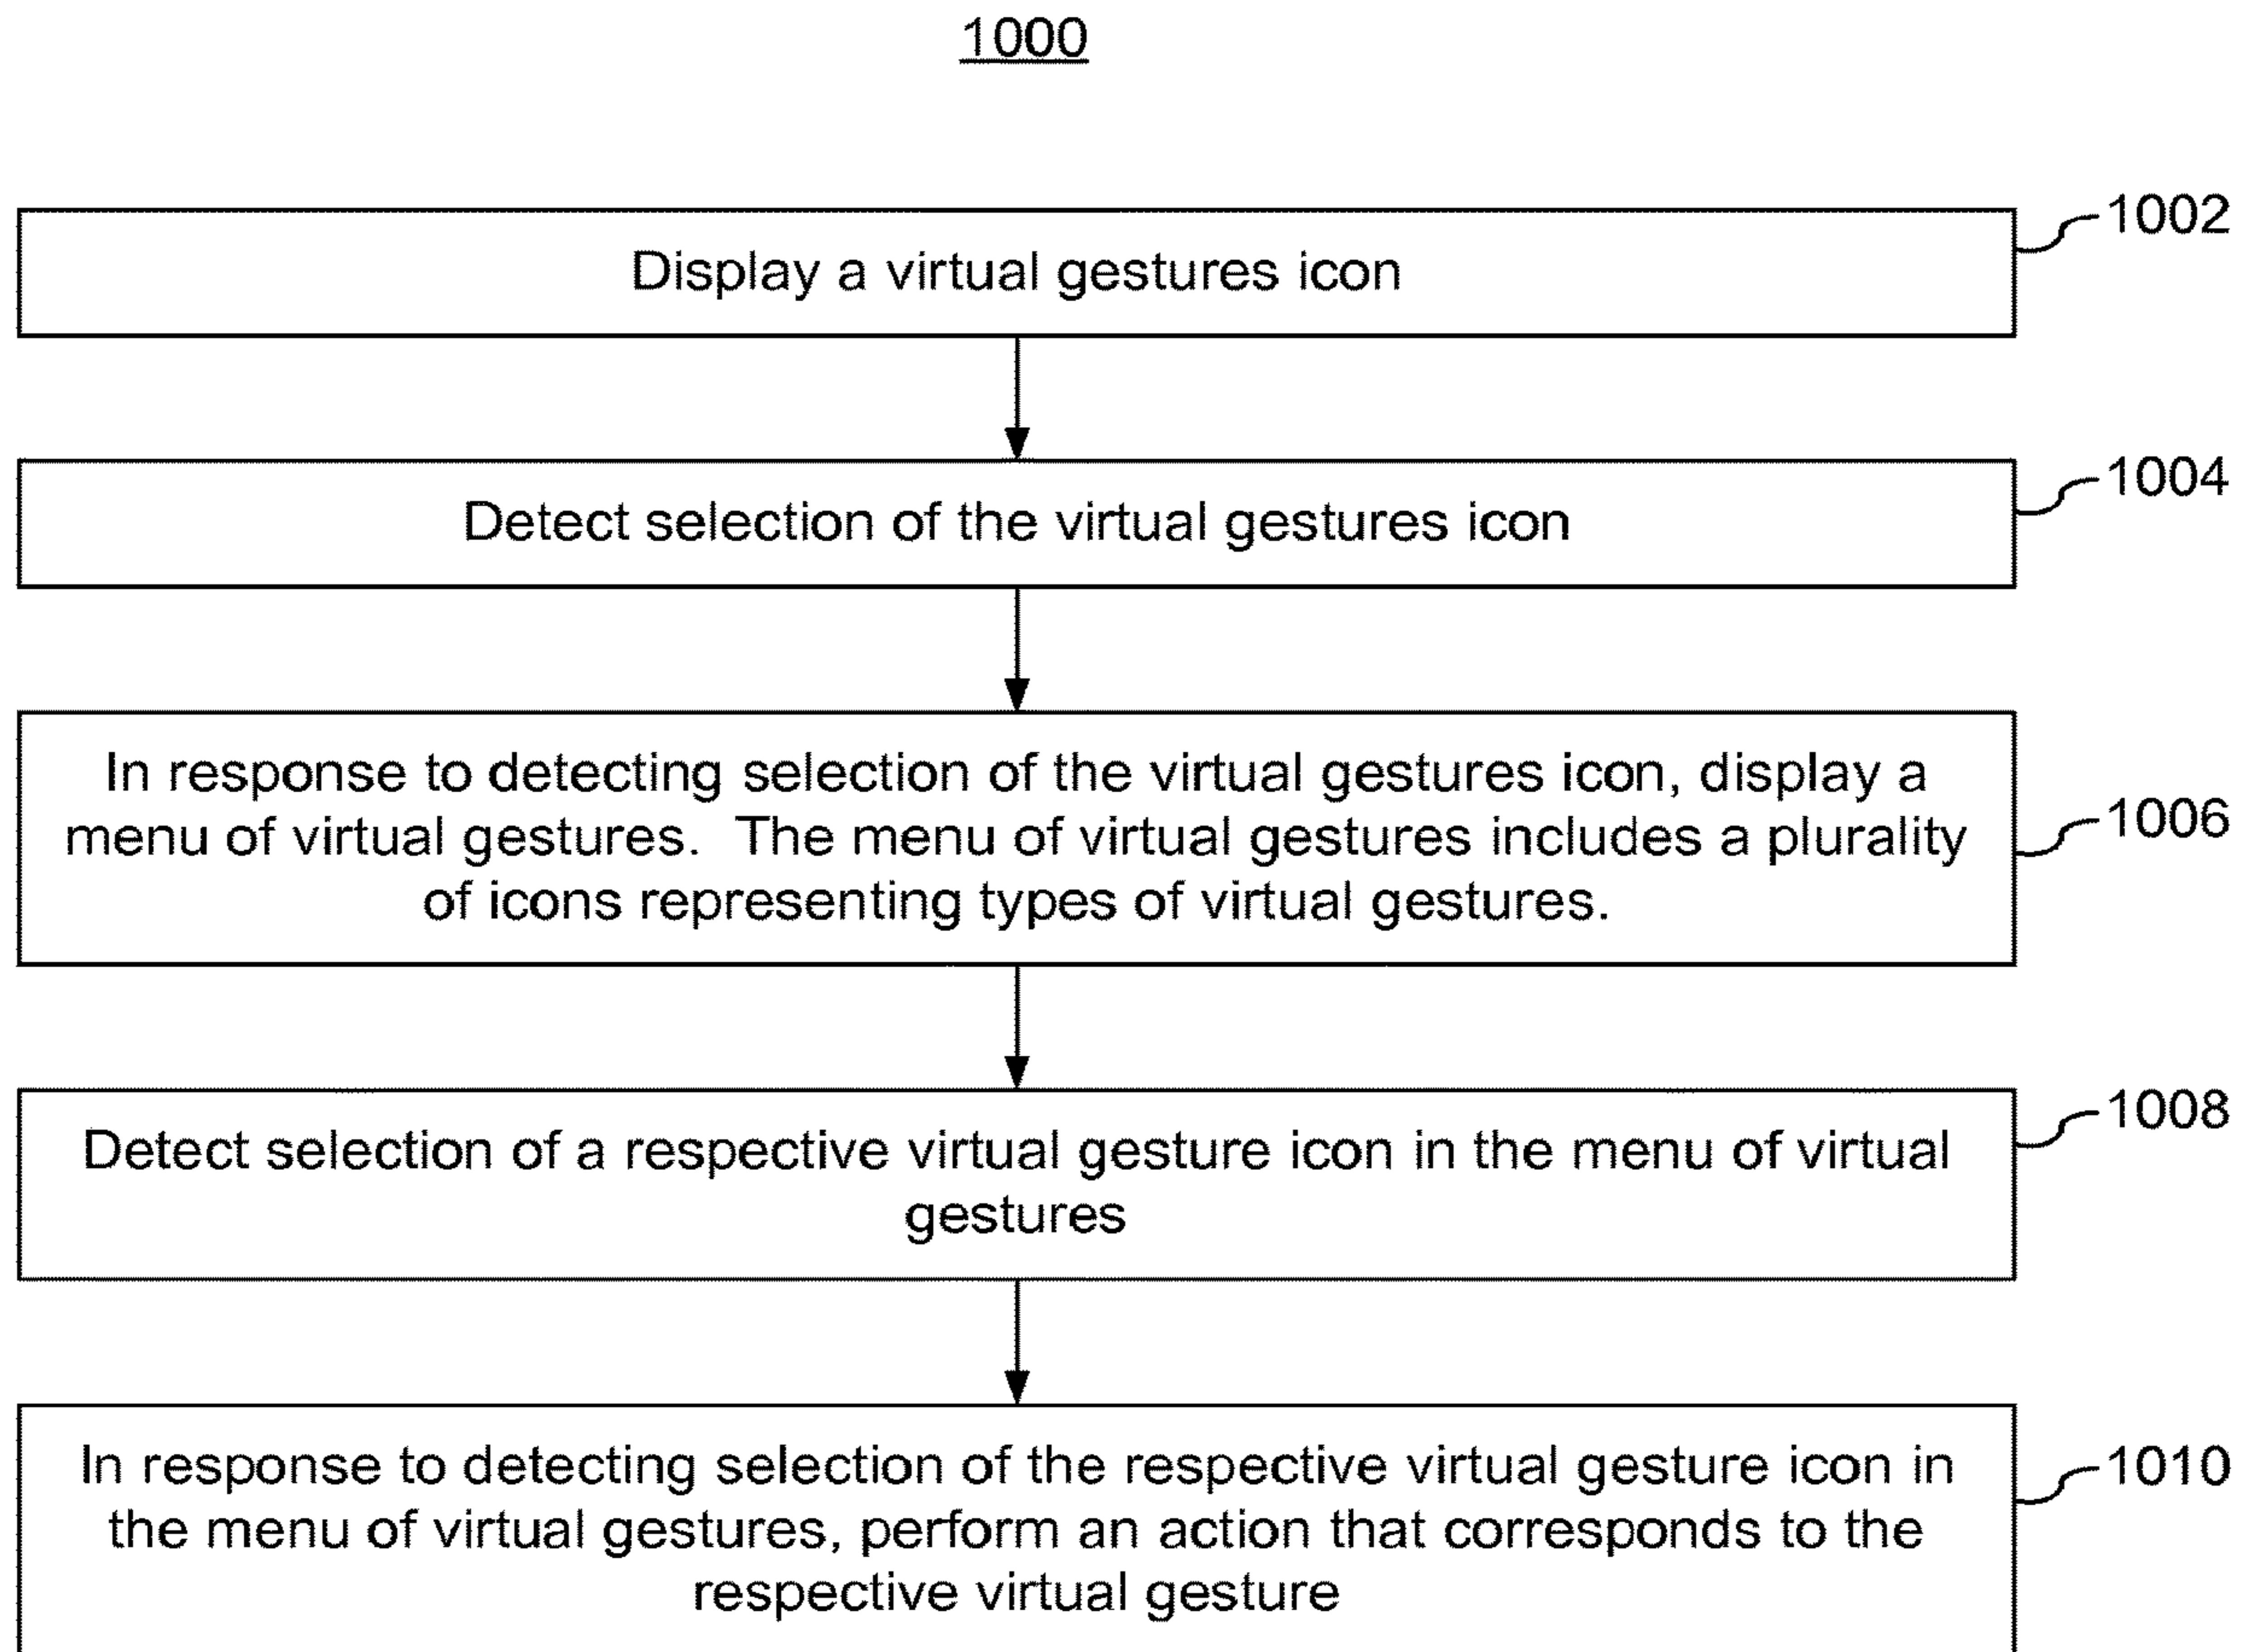 1000
1002
Display a virtual gestures icon
1004
Detect selection of the virtual gestures icon
In response to detecting selection of the virtual gestures icon, display a
menu of virtual gestures.  The menu of virtual gestures includes a plurality
of icons representing types of virtual gestures.
1006
Detect selection of a respective virtual gesture icon in the menu of virtual
gestures
1008
In response to detecting selection of the respective virtual gesture icon in
the menu of virtual gestures, perform an action that corresponds to the
respective virtual gesture
1010